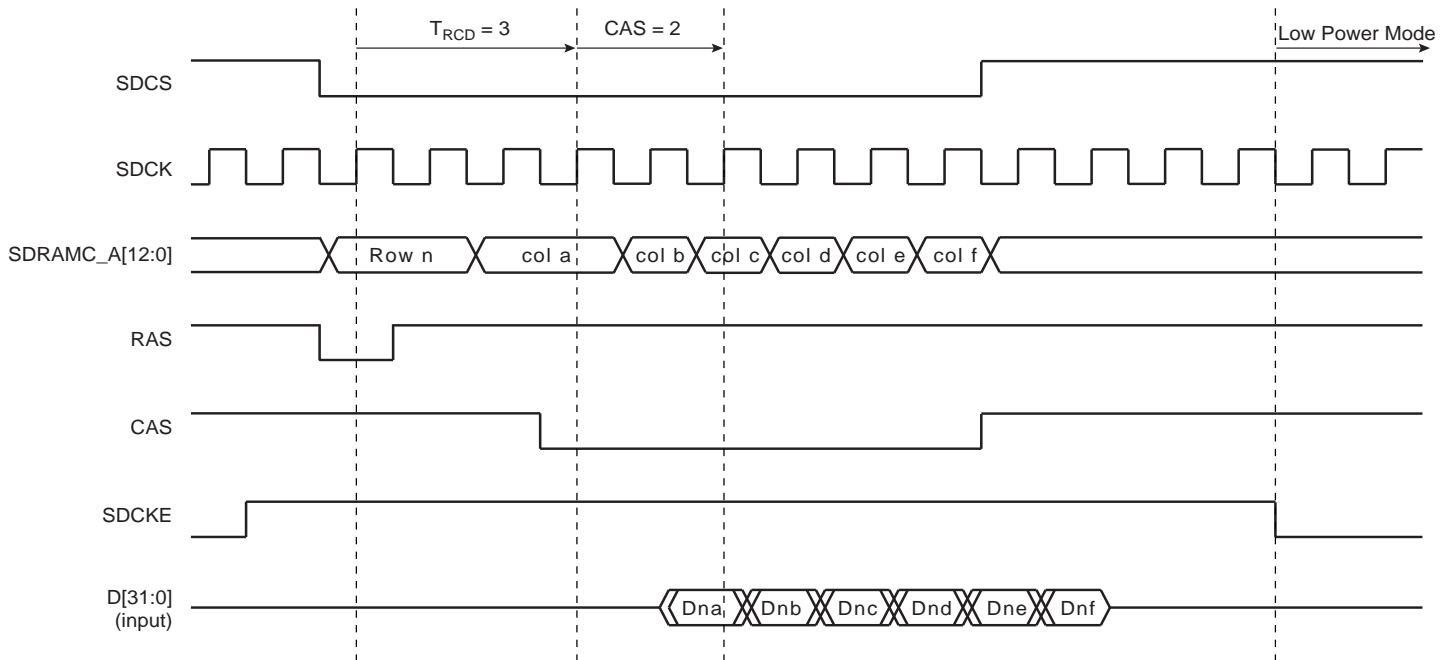 T_RCD = 3
CAS = 2
Low Power Mode
SDCS
SDCK
SDRAMC_A[12:0]
Row n
col a
col b
col c
col d
col e
col f
RAS
CAS
SDCKE
D[31:0]
(input)
Dna
Dnb
Dnc
Dnd
Dne
Dnf